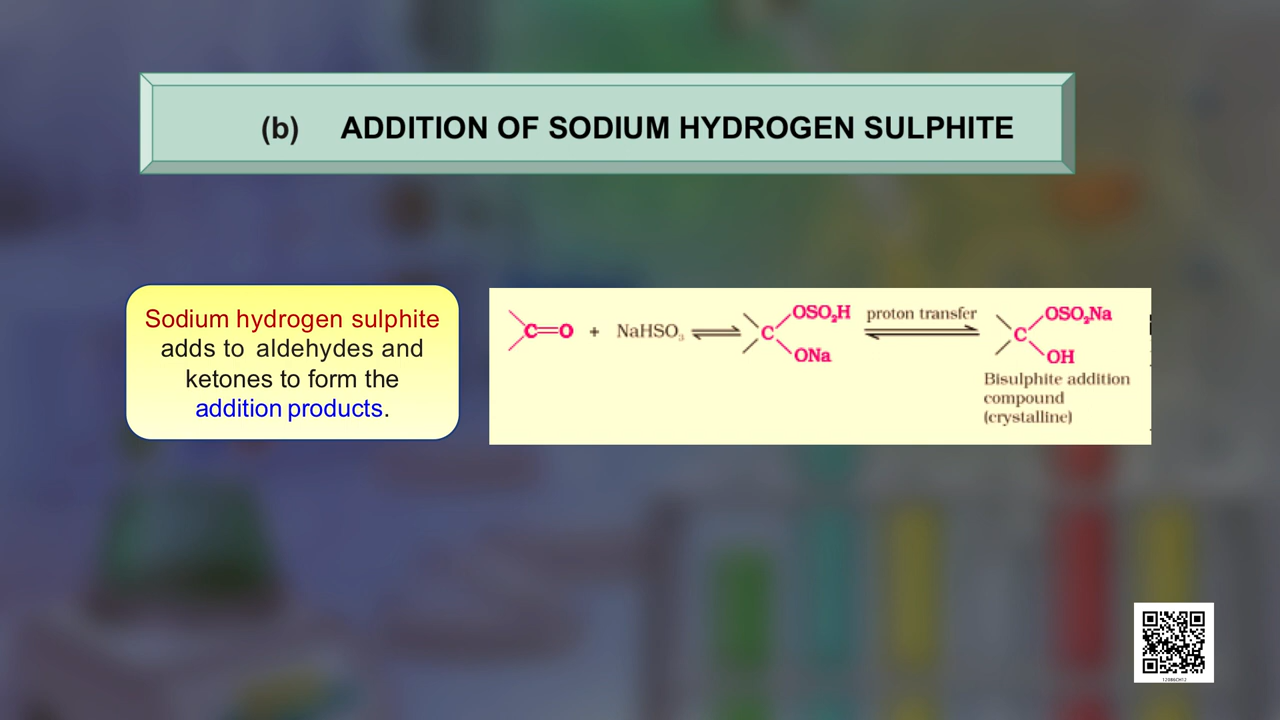 (b) ADDITION OF SODIUM HYDROGEN SULPHITE
Sodium hydrogen sulphite
adds to aldehydes and
ketones to form the
addition products.
C=O + NaHSO₃ ⇌ C OSO₂H ONa proton transfer ⇌ C OSO₂Na OH
Bisulphite addition
compound
(crystalline)
12086CH12